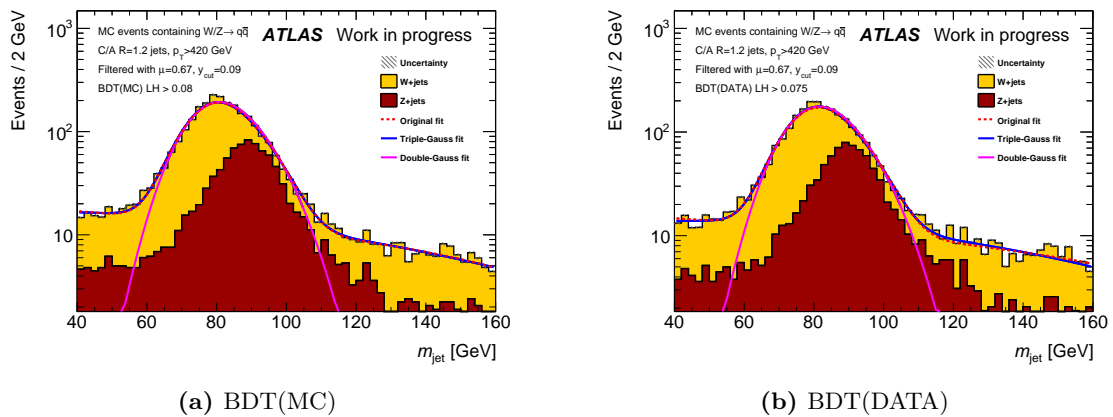 Events / 2 GeV
10³
10²
10
MC events containing W/Z→ qq̅
C/A R=1.2 jets, p_T>420 GeV
Filtered with μ=0.67, y_cut=0.09
BDT(MC) LH > 0.08
ATLAS Work in progress
Uncertainty
W+jets
Z+jets
Original fit
Triple-Gauss fit
Double-Gauss fit
40 60 80 100 120 140 160
m_jet [GeV]
(a) BDT(MC)
Events / 2 GeV
10³
10²
10
MC events containing W/Z→ qq̅
C/A R=1.2 jets, p_T>420 GeV
Filtered with μ=0.67, y_cut=0.09
BDT(DATA) LH > 0.075
ATLAS Work in progress
Uncertainty
W+jets
Z+jets
Original fit
Triple-Gauss fit
Double-Gauss fit
40 60 80 100 120 140 160
m_jet [GeV]
(b) BDT(DATA)